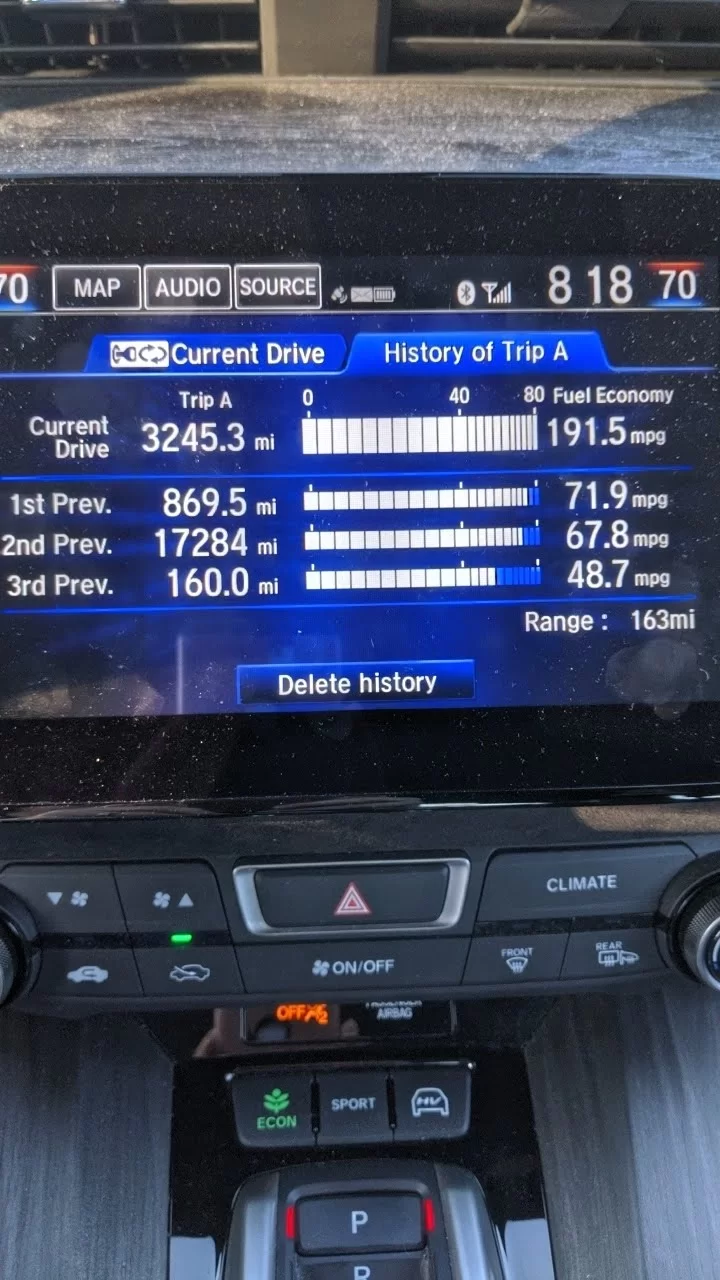 70 MAP AUDIO SOURCE 8 18 70
Current Drive History of Trip A
Trip A 0 40 80 Fuel Economy
Current Drive 3245.3 mi 191.5 mpg
1st Prev. 869.5 mi 71.9 mpg
2nd Prev. 17284 mi 67.8 mpg
3rd Prev. 160.0 mi 48.7 mpg
Range : 163mi
Delete history
CLIMATE
ON/OFF FRONT REAR
OFF PASSENGER
AIRBAG
ECON SPORT HV
P
R